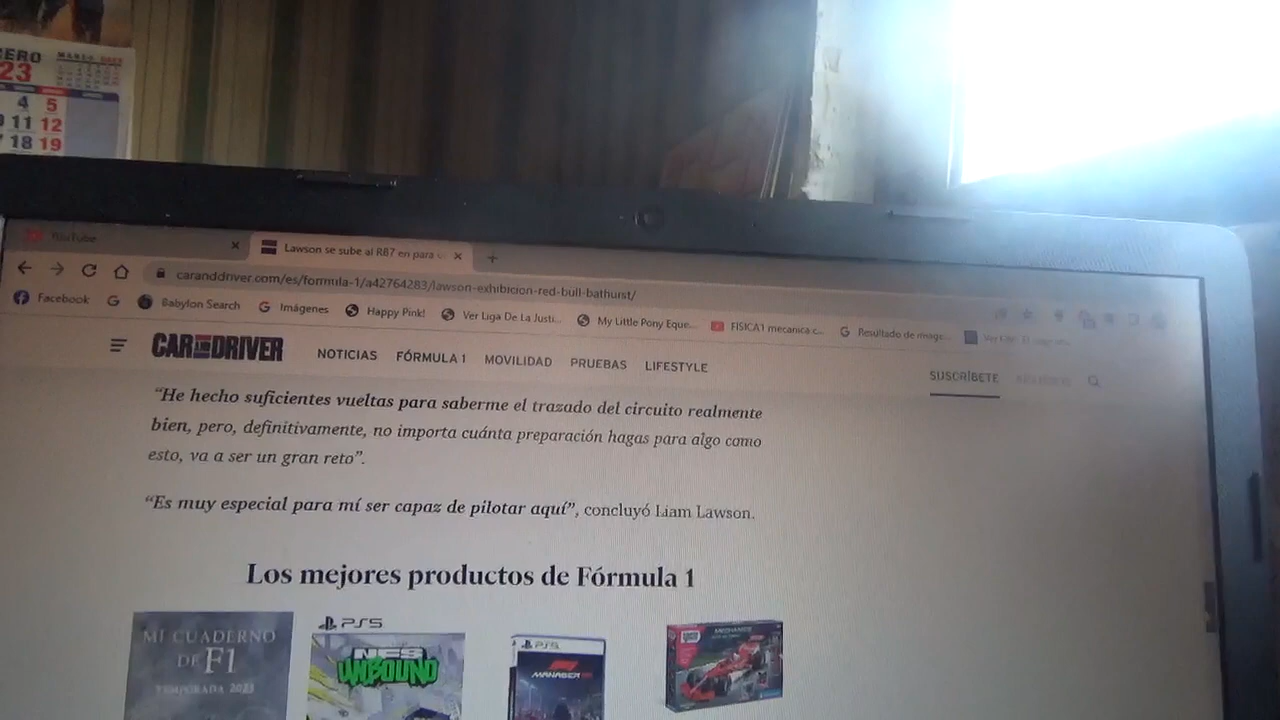 23
4 5
11 12
18 19
YouTube
Lawson se sube al RB7 en para
caranddriver.com/es/formula-1/a42764283/lawson-exhibicion-red-bull-bathurst/
Facebook
Babylon Search
Imágenes
Happy Pink!
Ver Liga De La Justi...
My Little Pony Eque...
FISICA1 mecanica c...
Resultado de imag...
CAR AND DRIVER
NOTICIAS FÓRMULA 1 MOVILIDAD PRUEBAS LIFESTYLE
SUSCRÍBETE
“He hecho suficientes vueltas para saberme el trazado del circuito realmente
bien, pero, definitivamente, no importa cuánta preparación hagas para algo como
esto, va a ser un gran reto”.
“Es muy especial para mí ser capaz de pilotar aquí”, concluyó Liam Lawson.
Los mejores productos de Fórmula 1
MI CUADERNO
DE F1
TEMPORADA 2023
PS5
NFS
UNBOUND
PS5
MANAGER